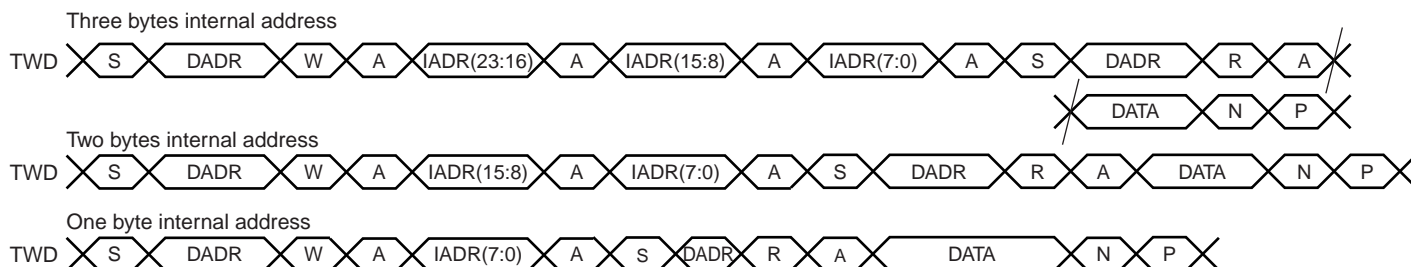 Three bytes internal address
TWD S DADR W A IADR(23:16) A IADR(15:8) A IADR(7:0) A S DADR R A
DATA N P
Two bytes internal address
TWD S DADR W A IADR(15:8) A IADR(7:0) A S DADR R A DATA N P
One byte internal address
TWD S DADR W A IADR(7:0) A S DADR R A DATA N P